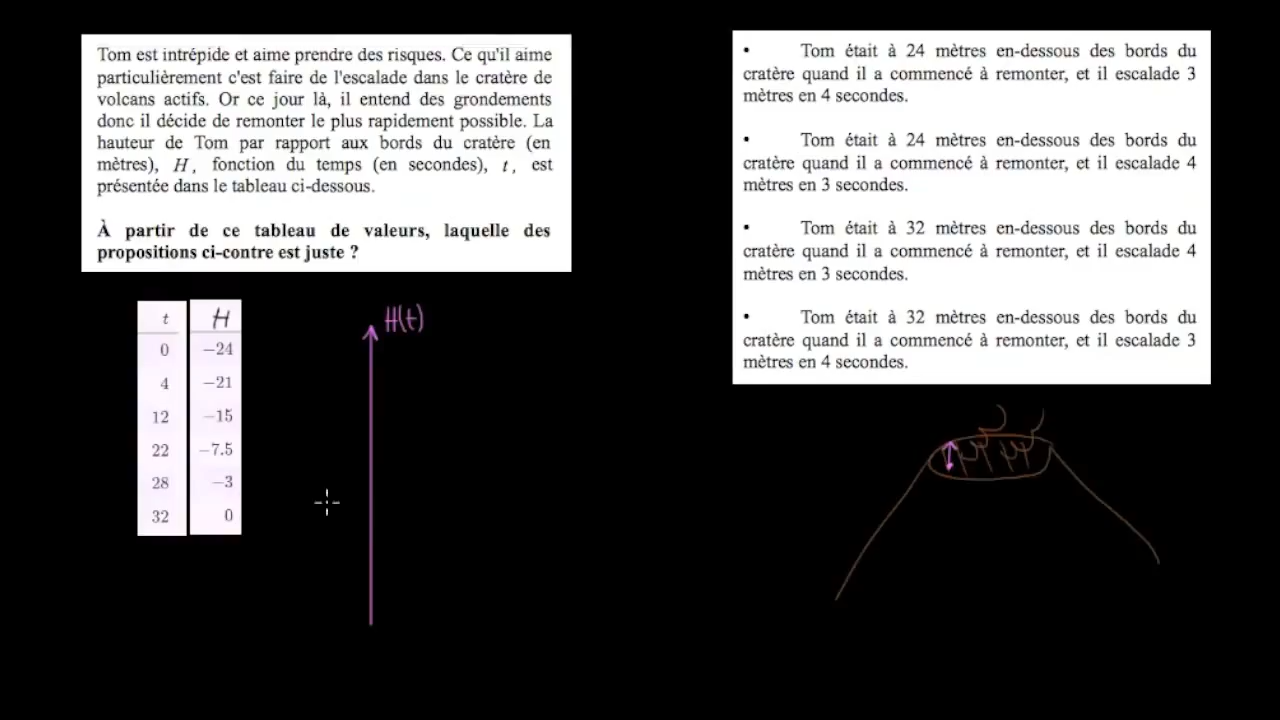 Tom est intrépide et aime prendre des risques. Ce qu'il aime
particulièrement c'est faire de l'escalade dans le cratère de
volcans actifs. Or ce jour là, il entend des grondements
donc il décide de remonter le plus rapidement possible. La
hauteur de Tom par rapport aux bords du cratère (en
mètres), H, fonction du temps (en secondes), t, est
présentée dans le tableau ci-dessous.
À partir de ce tableau de valeurs, laquelle des
propositions ci-contre est juste ?
t H
0 −24
4 −21
12 −15
22 −7.5
28 −3
32 0
H(t)
• Tom était à 24 mètres en-dessous des bords du
cratère quand il a commencé à remonter, et il escalade 3
mètres en 4 secondes.
• Tom était à 24 mètres en-dessous des bords du
cratère quand il a commencé à remonter, et il escalade 4
mètres en 3 secondes.
• Tom était à 32 mètres en-dessous des bords du
cratère quand il a commencé à remonter, et il escalade 4
mètres en 3 secondes.
• Tom était à 32 mètres en-dessous des bords du
cratère quand il a commencé à remonter, et il escalade 3
mètres en 4 secondes.